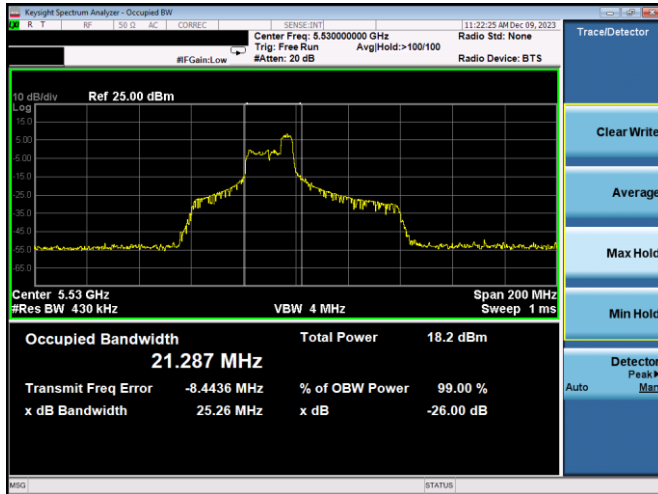 Keysight Spectrum Analyzer - Occupied BW
R T RF 50 Ω AC CORREC SENSE:INT 11:22:25 AM Dec 09, 2023
Center Freq: 5.530000000 GHz Radio Std: None
Trig: Free Run Avg|Hold:>100/100
#IFGain:Low #Atten: 20 dB Radio Device: BTS
10 dB/div Ref 25.00 dBm
Log
15.0
5.00
-5.00
-15.0
-25.0
-35.0
-45.0
-55.0
-65.0
Center 5.53 GHz Span 200 MHz
#Res BW 430 kHz VBW 4 MHz Sweep 1 ms
Occupied Bandwidth Total Power 18.2 dBm
21.287 MHz
Transmit Freq Error -8.4436 MHz % of OBW Power 99.00 %
x dB Bandwidth 25.26 MHz x dB -26.00 dB
MSG STATUS
Trace/Detector
Clear Write
Average
Max Hold
Min Hold
Detector
Peak
Auto Man